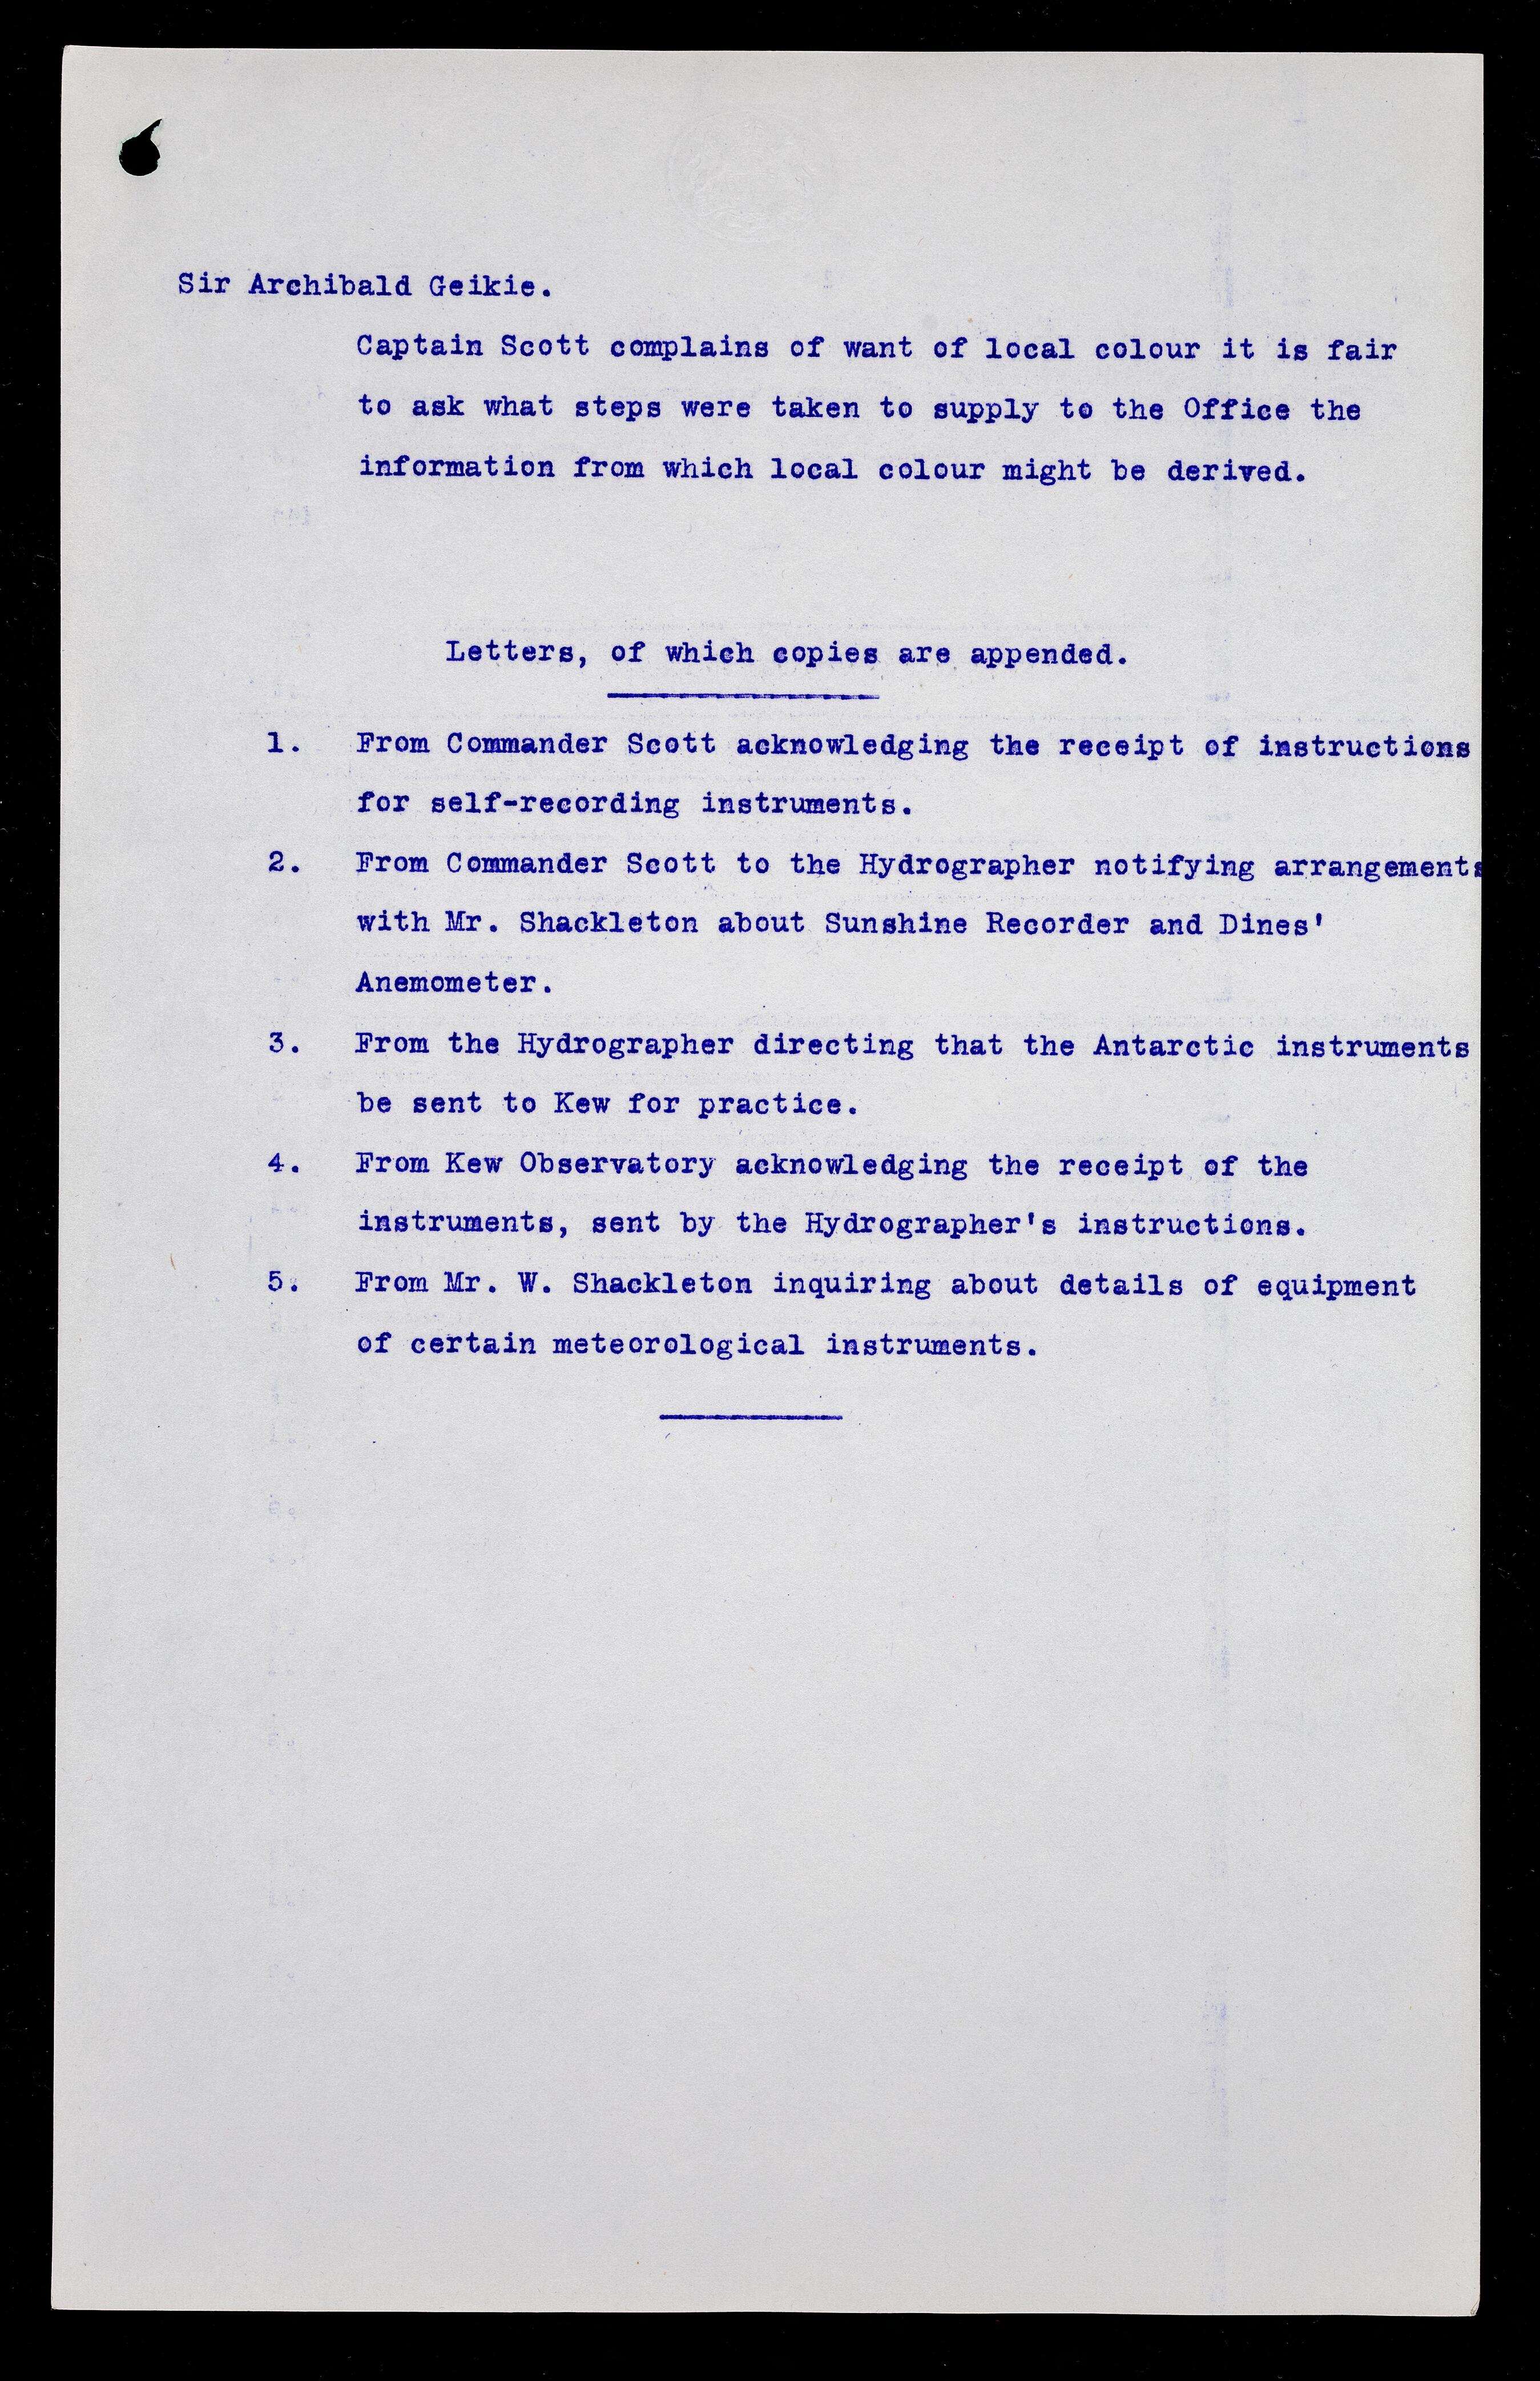 Sir Archibald Geikie.
Captain Scott complains of want of local colour it is fair
to ask what steps were taken to supply to the Office the
information from which local colour might be derived.
Letters, of which copies are appended.
1. From Commander Scott acknowledging the receipt of instructions
for self-recording instruments.
2. From Commander Scott to the Hydrographer notifying arrangements
with Mr. Shackleton about Sunshine Recorder and Dines'
Anemometer.
3. From the Hydrographer directing that the Antarctic instruments
be sent to Kew for practice.
4. From Kew Observatory acknowledging the receipt of the
instruments, sent by the Hydrographer's instructions.
5. From Mr. W. Shackleton inquiring about details of equipment
of certain meteorological instruments.